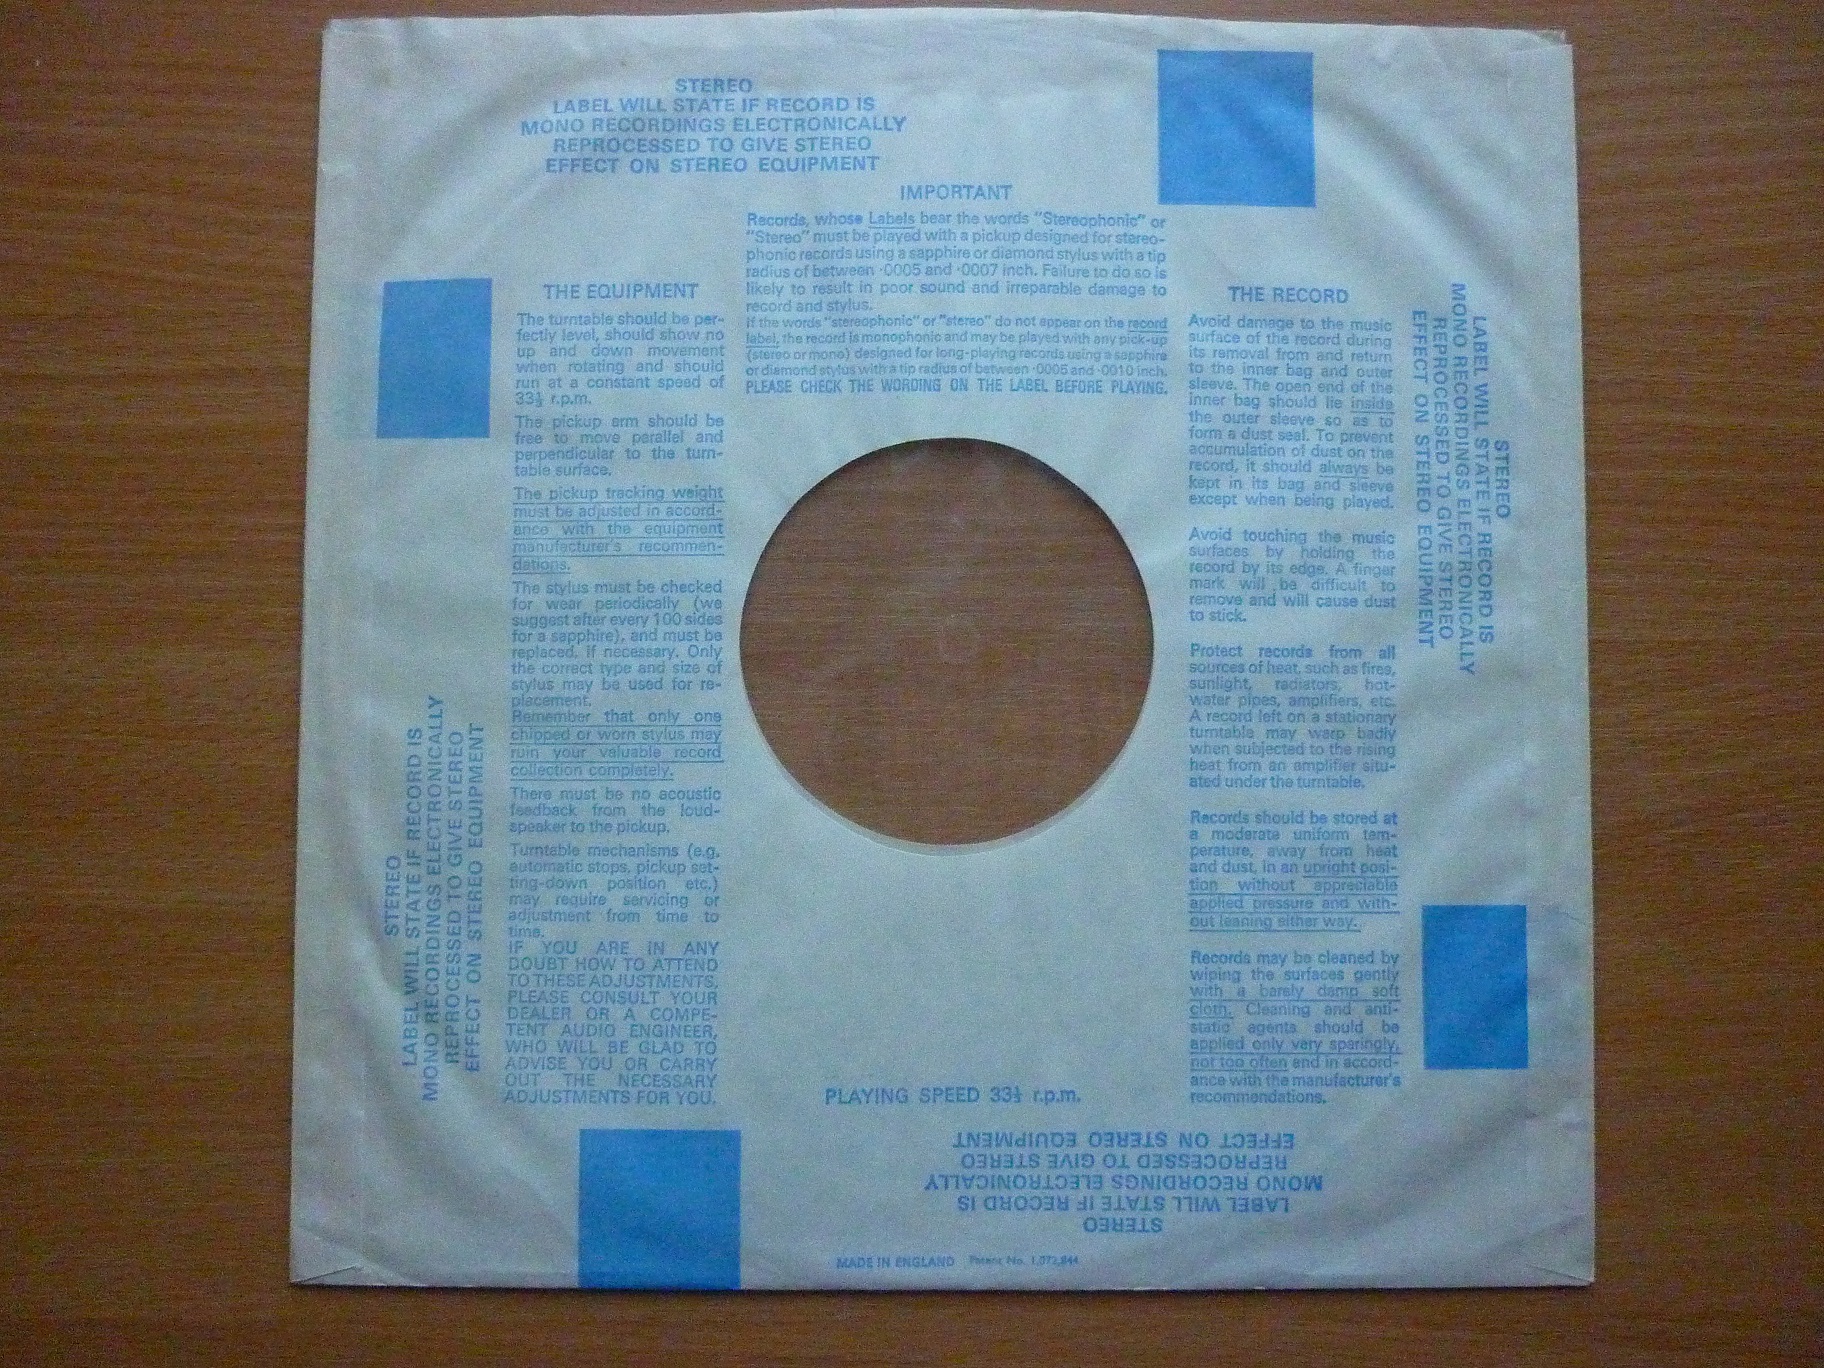 STEREO
LABEL WILL STATE IF RECORD IS
MONO RECORDINGS ELECTRONICALLY
REPROCESSED TO GIVE STEREO
EFFECT ON STEREO EQUIPMENT
IMPORTANT
Records, whose Labels bear the words "Stereophonic" or
"Stereo" must be played with a pickup designed for stereo-
phonic records using a sapphire or diamond stylus with a tip
radius of between ·0005 and ·0007 inch. Failure to do so is
likely to result in poor sound and irreparable damage to
record and stylus.
If the words "stereophonic" or "stereo" do not appear on the record
label, the record is monophonic and may be played with any pick-up
(stereo or mono) designed for long-playing records using a sapphire
or diamond stylus with a tip radius of between ·0005 and ·0010 inch.
PLEASE CHECK THE WORDING ON THE LABEL BEFORE PLAYING.
THE EQUIPMENT
The turntable should be per-
fectly level, should show no
up and down movement
when rotating and should
run at a constant speed of
33⅓ r.p.m.
The pickup arm should be
free to move parallel and
perpendicular to the turn-
table surface.
The pickup tracking weight
must be adjusted in accord-
ance with the equipment
manufacturer's recommen-
dations.
The stylus must be checked
for wear periodically (we
suggest after every 100 sides
for a sapphire), and must be
replaced, if necessary. Only
the correct type and size of
stylus may be used for re-
placement.
Remember that only one
chipped or worn stylus may
ruin your valuable record
collection completely.
There must be no acoustic
feedback from the loud-
speaker to the pickup.
Turntable mechanisms (e.g.
automatic stops, pickup set-
ting-down position etc.)
may require servicing or
adjustment from time to
time.
IF YOU ARE IN ANY
DOUBT HOW TO ATTEND
TO THESE ADJUSTMENTS,
PLEASE CONSULT YOUR
DEALER OR A COMPE-
TENT AUDIO ENGINEER,
WHO WILL BE GLAD TO
ADVISE YOU OR CARRY
OUT THE NECESSARY
ADJUSTMENTS FOR YOU.
THE RECORD
Avoid damage to the music
surface of the record during
its removal from and return
to the inner bag and outer
sleeve. The open end of the
inner bag should lie inside
the outer sleeve so as to
form a dust seal. To prevent
accumulation of dust on the
record, it should always be
kept in its bag and sleeve
except when being played.
Avoid touching the music
surfaces by holding the
record by its edge. A finger
mark will be difficult to
remove and will cause dust
to stick.
Protect records from all
sources of heat, such as fires,
sunlight, radiators, hot-
water pipes, amplifiers, etc.
A record left on a stationary
turntable may warp badly
when subjected to the rising
heat from an amplifier situ-
ated under the turntable.
Records should be stored at
a moderate uniform tem-
perature, away from heat
and dust, in an upright posi-
tion without appreciable
applied pressure and with-
out leaning either way.
Records may be cleaned by
wiping the surfaces gently
with a barely damp soft
cloth. Cleaning and anti-
static agents should be
applied only very sparingly,
not too often and in accord-
ance with the manufacturer's
recommendations.
STEREO
LABEL WILL STATE IF RECORD IS
MONO RECORDINGS ELECTRONICALLY
REPROCESSED TO GIVE STEREO
EFFECT ON STEREO EQUIPMENT
STEREO
LABEL WILL STATE IF RECORD IS
MONO RECORDINGS ELECTRONICALLY
REPROCESSED TO GIVE STEREO
EFFECT ON STEREO EQUIPMENT
PLAYING SPEED 33⅓ r.p.m.
STEREO
LABEL WILL STATE IF RECORD IS
MONO RECORDINGS ELECTRONICALLY
REPROCESSED TO GIVE STEREO
EFFECT ON STEREO EQUIPMENT
MADE IN ENGLAND Patent No. 1,072,844